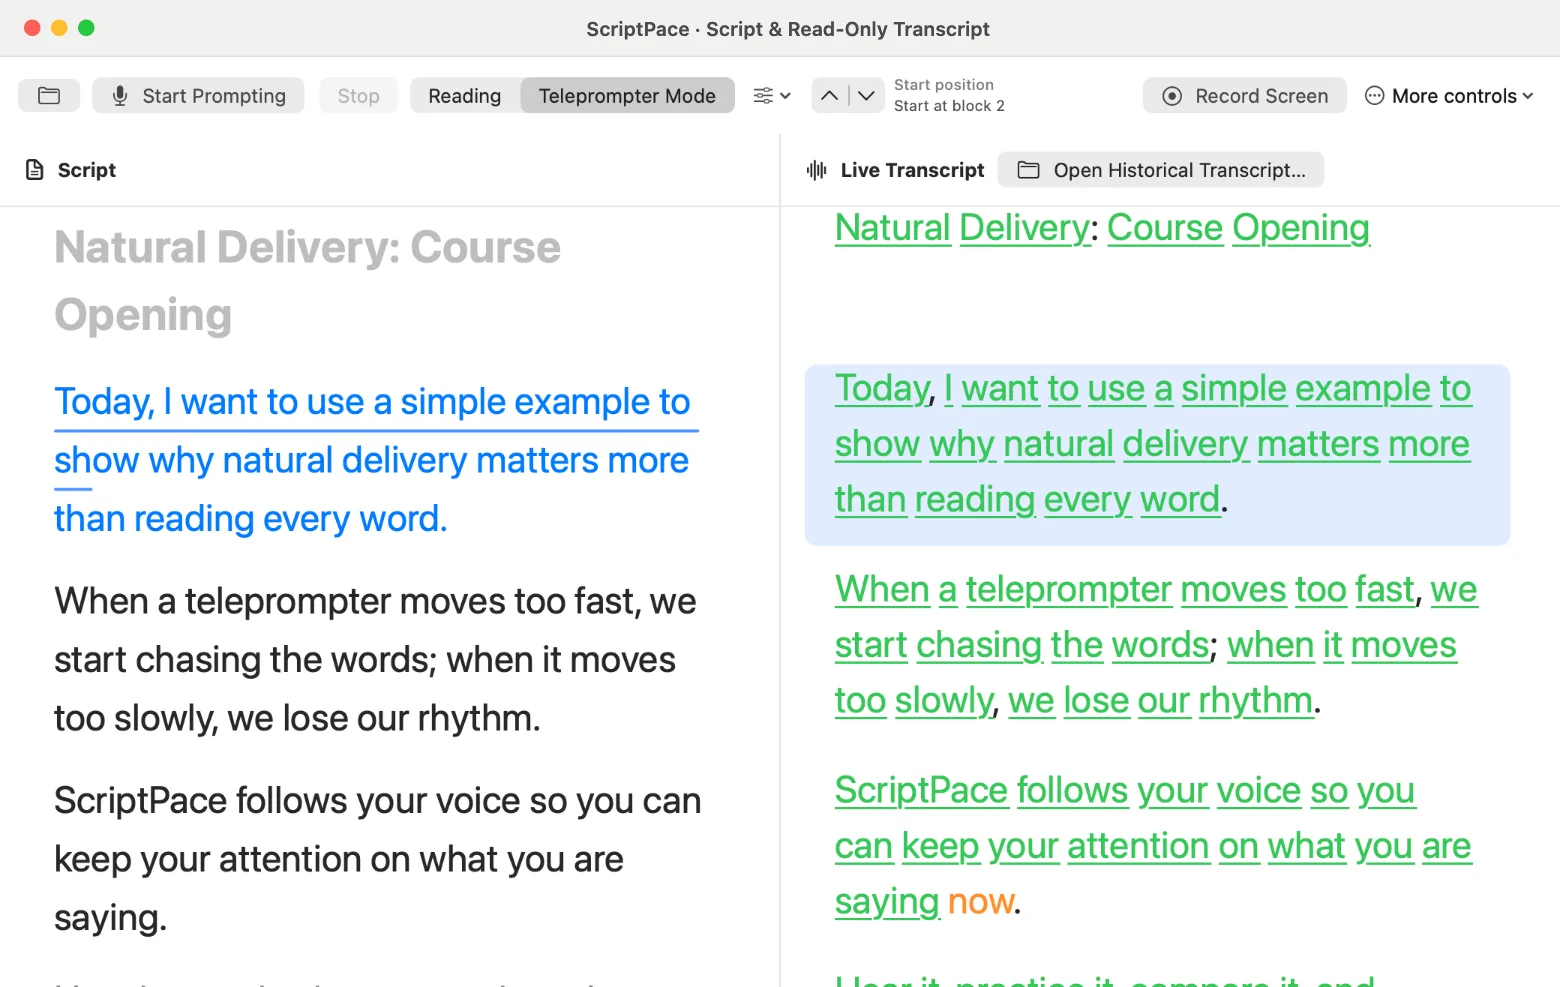 ScriptPace · Script & Read-Only Transcript
Start Prompting
Stop
Reading
Teleprompter Mode
Start position
Start at block 2
Record Screen
More controls
Script
Live Transcript
Open Historical Transcript...
Natural Delivery: Course
Opening
Today, I want to use a simple example to
show why natural delivery matters more
than reading every word.
When a teleprompter moves too fast, we
start chasing the words; when it moves
too slowly, we lose our rhythm.
ScriptPace follows your voice so you can
keep your attention on what you are
saying.
Natural Delivery: Course Opening
Today, I want to use a simple example to
show why natural delivery matters more
than reading every word.
When a teleprompter moves too fast, we
start chasing the words; when it moves
too slowly, we lose our rhythm.
ScriptPace follows your voice so you
can keep your attention on what you are
saying now.
Hear it, practice it, compare it, and